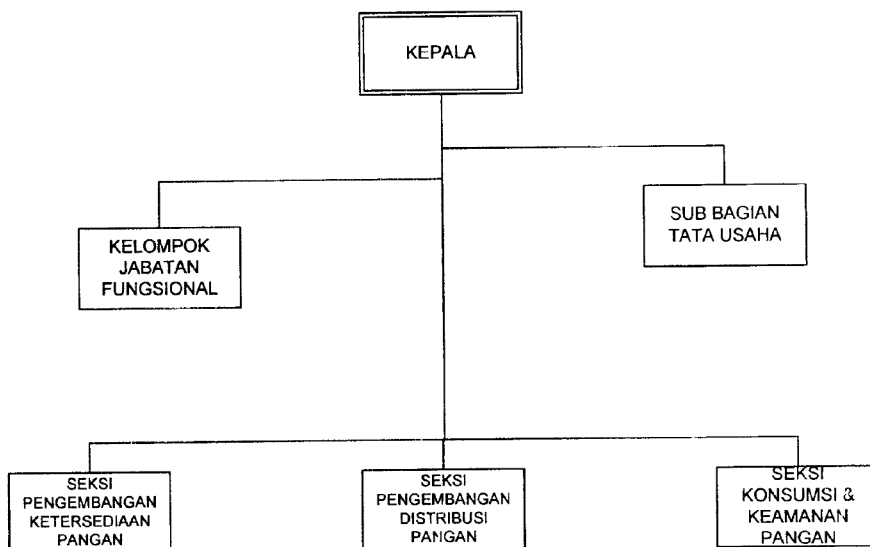 KEPALA
SUB BAGIAN
TATA USAHA
KELOMPOK
JABATAN
FUNGSIONAL
SEKSI
PENGEMBANGAN
KETERSEDIAAN
PANGAN
SEKSI
PENGEMBANGAN
DISTRIBUSI
PANGAN
SEKSI
KONSUMSI &
KEAMANAN
PANGAN